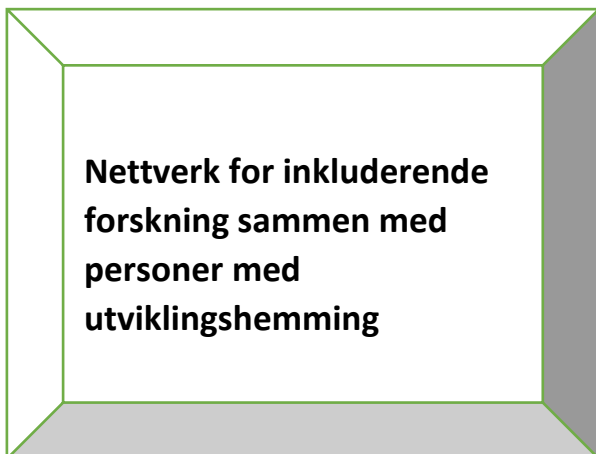 Nettverk for inkluderende
forskning sammen med
personer med
utviklingshemming